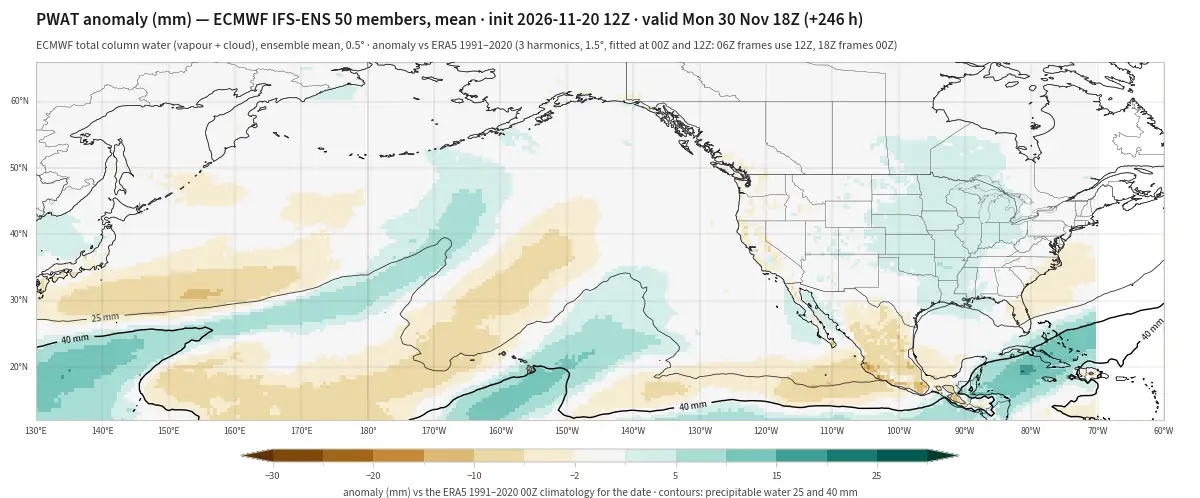 PWAT anomaly (mm) — ECMWF IFS-ENS 50 members, mean · init 2026-11-20 12Z · valid Mon 30 Nov 18Z (+246 h)
ECMWF total column water (vapour + cloud), ensemble mean, 0.5° · anomaly vs ERA5 1991–2020 (3 harmonics, 1.5°, fitted at 00Z and 12Z: 06Z frames use 12Z, 18Z frames 00Z)
60°N
50°N
40°N
30°N
20°N
25 mm
40 mm
40 mm
40 mm
130°E 140°E 150°E 160°E 170°E 180° 170°W 160°W 150°W 140°W 130°W 120°W 110°W 100°W 90°W 80°W 70°W 60°W
−30 −20 −10 −2 5 15 25
anomaly (mm) vs the ERA5 1991–2020 00Z climatology for the date · contours: precipitable water 25 and 40 mm